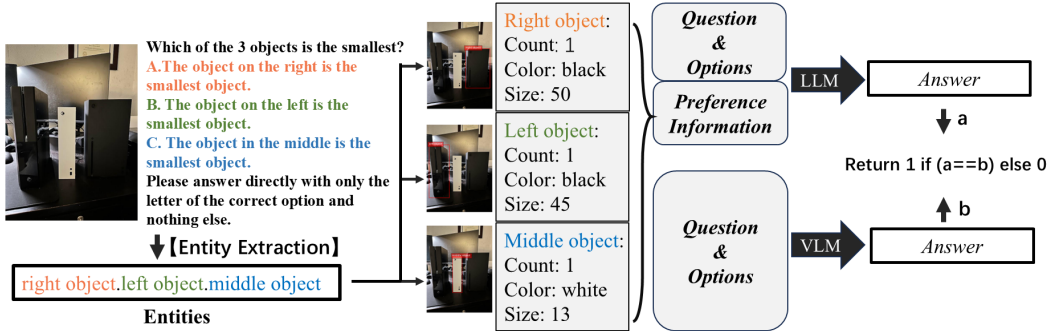 Which of the 3 objects is the smallest?
A.The object on the right is the
smallest object.
B. The object on the left is the
smallest object.
C. The object in the middle is the
smallest object.
Please answer directly with only the
letter of the correct option and
nothing else.
【Entity Extraction】
right object.left object.middle object
Entities
Right object:
Count: 1
Color: black
Size: 50
Left object:
Count: 1
Color: black
Size: 45
Middle object:
Count: 1
Color: white
Size: 13
Question
&
Options
Preference
Information
LLM
Answer
a
Return 1 if (a==b) else 0
b
Question
&
Options
VLM
Answer